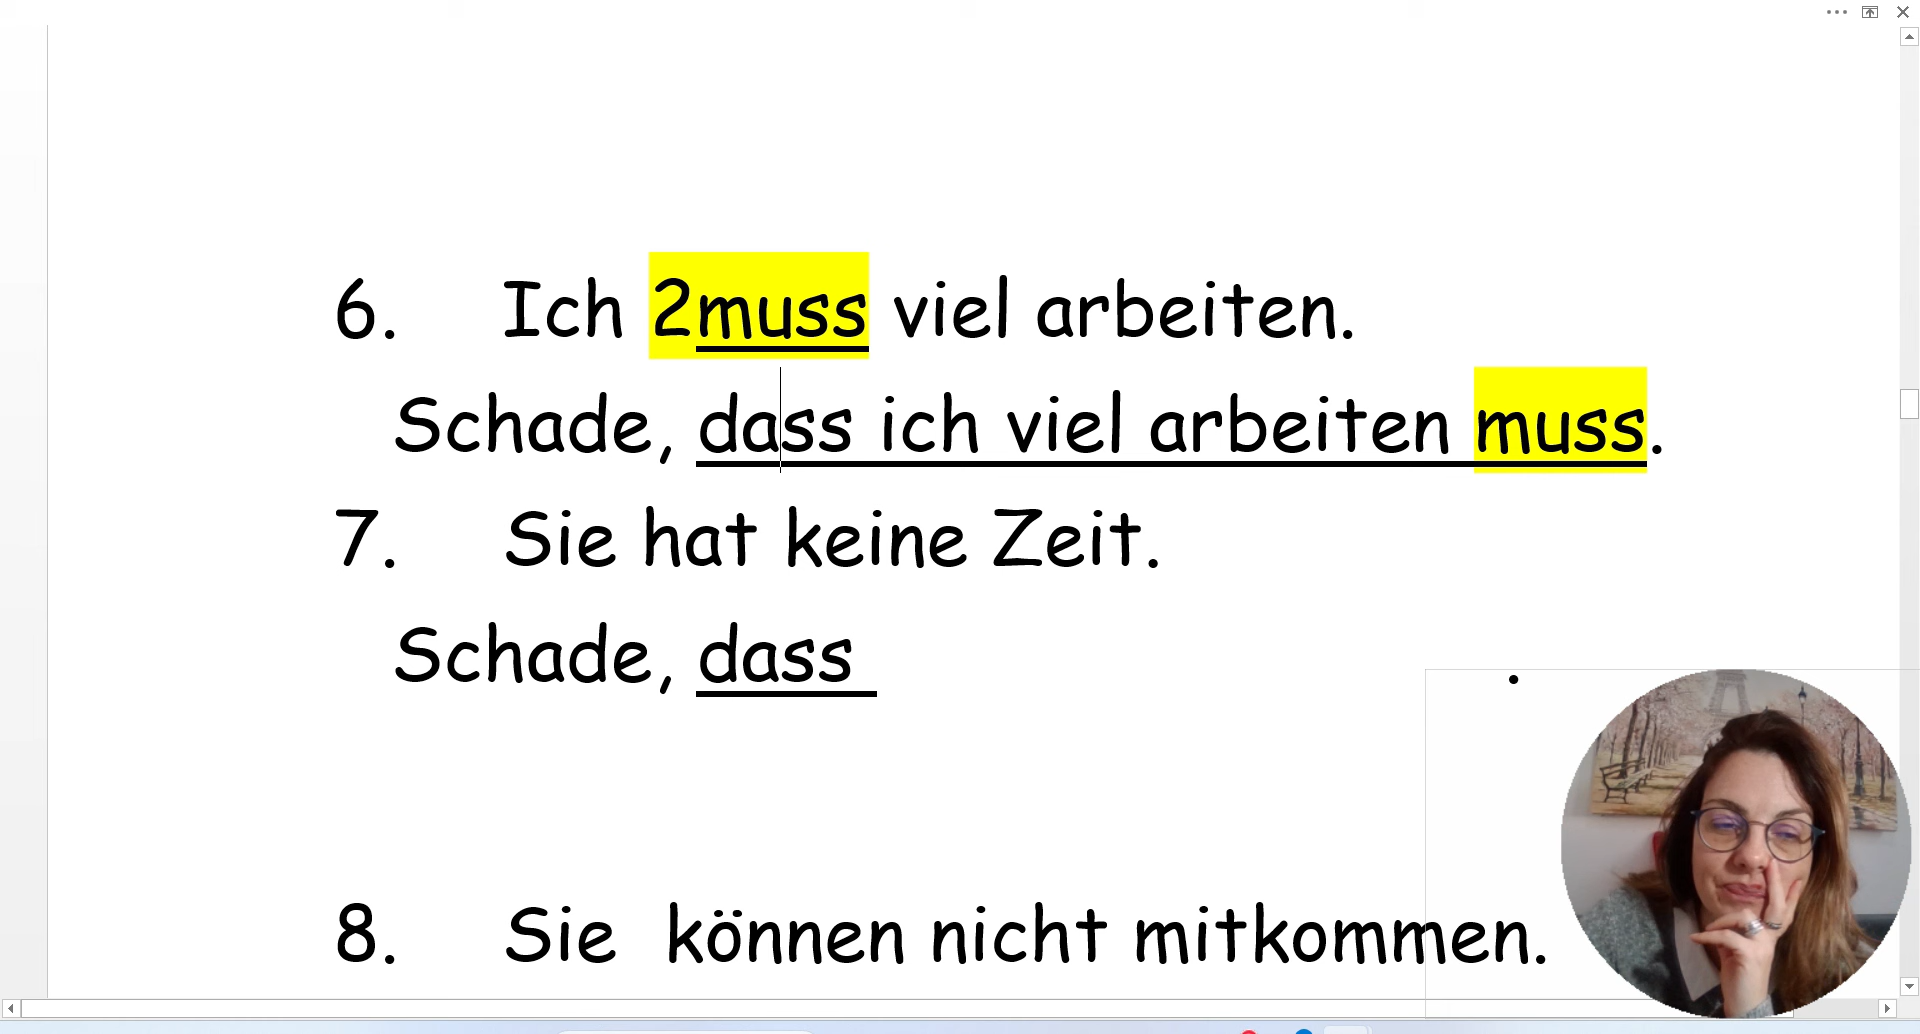 6. Ich 2muss viel arbeiten.
Schade, dass ich viel arbeiten muss.
7. Sie hat keine Zeit.
Schade, dass .
8. Sie können nicht mitkommen.